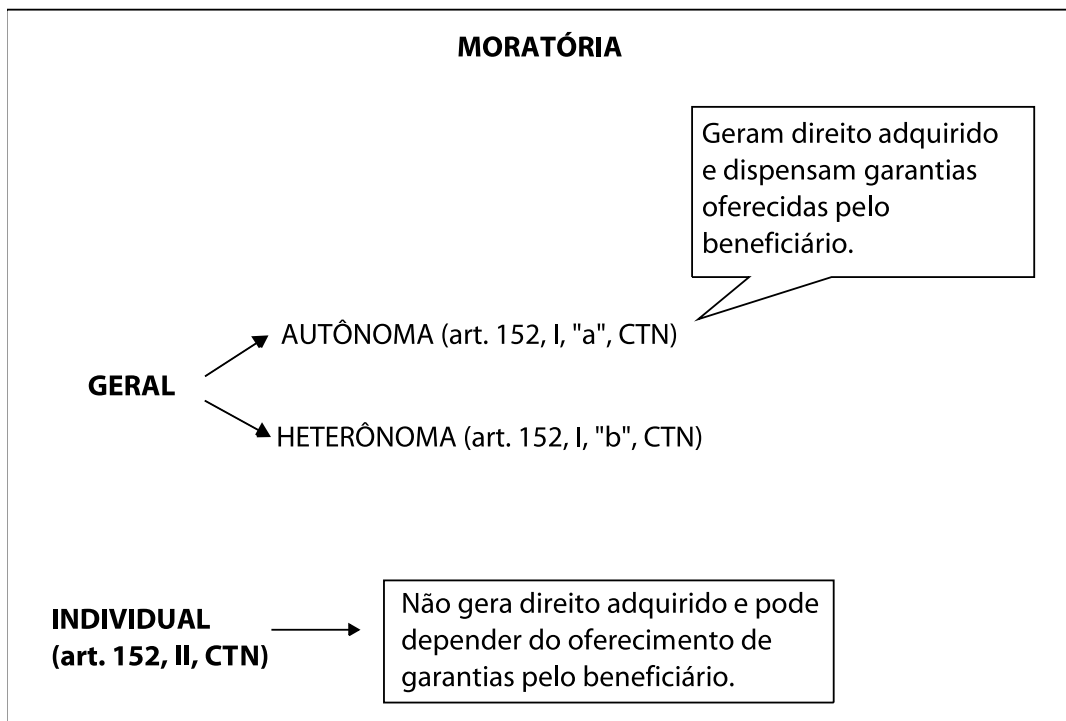 MORATÓRIA
Geram direito adquirido
e dispensam garantias
oferecidas pelo
beneficiário.
AUTÔNOMA (art. 152, I, "a", CTN)
GERAL
HETERÔNOMA (art. 152, I, "b", CTN)
INDIVIDUAL
(art. 152, II, CTN)
Não gera direito adquirido e pode
depender do oferecimento de
garantias pelo beneficiário.